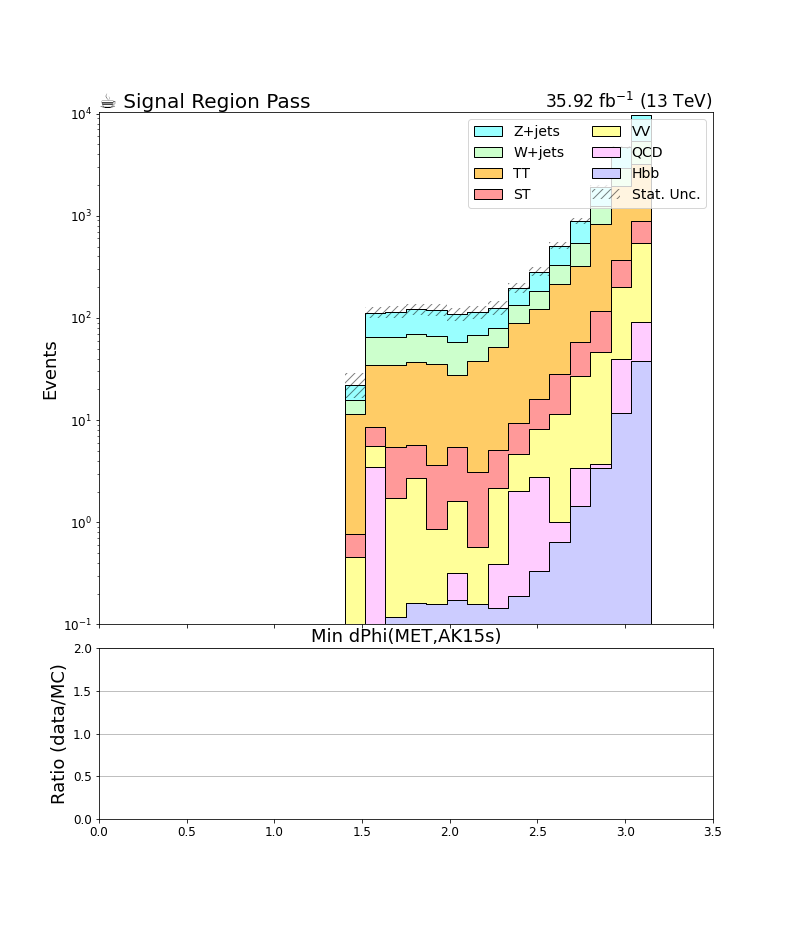 ☕ Signal Region Pass 35.92 fb⁻¹ (13 TeV)
10⁴
10³
10²
10¹
10⁰
10⁻¹
Events
Z+jets VV
W+jets QCD
TT Hbb
ST Stat. Unc.
Min dPhi(MET,AK15s)
2.0
1.5
1.0
0.5
0.0
Ratio (data/MC)
0.0 0.5 1.0 1.5 2.0 2.5 3.0 3.5